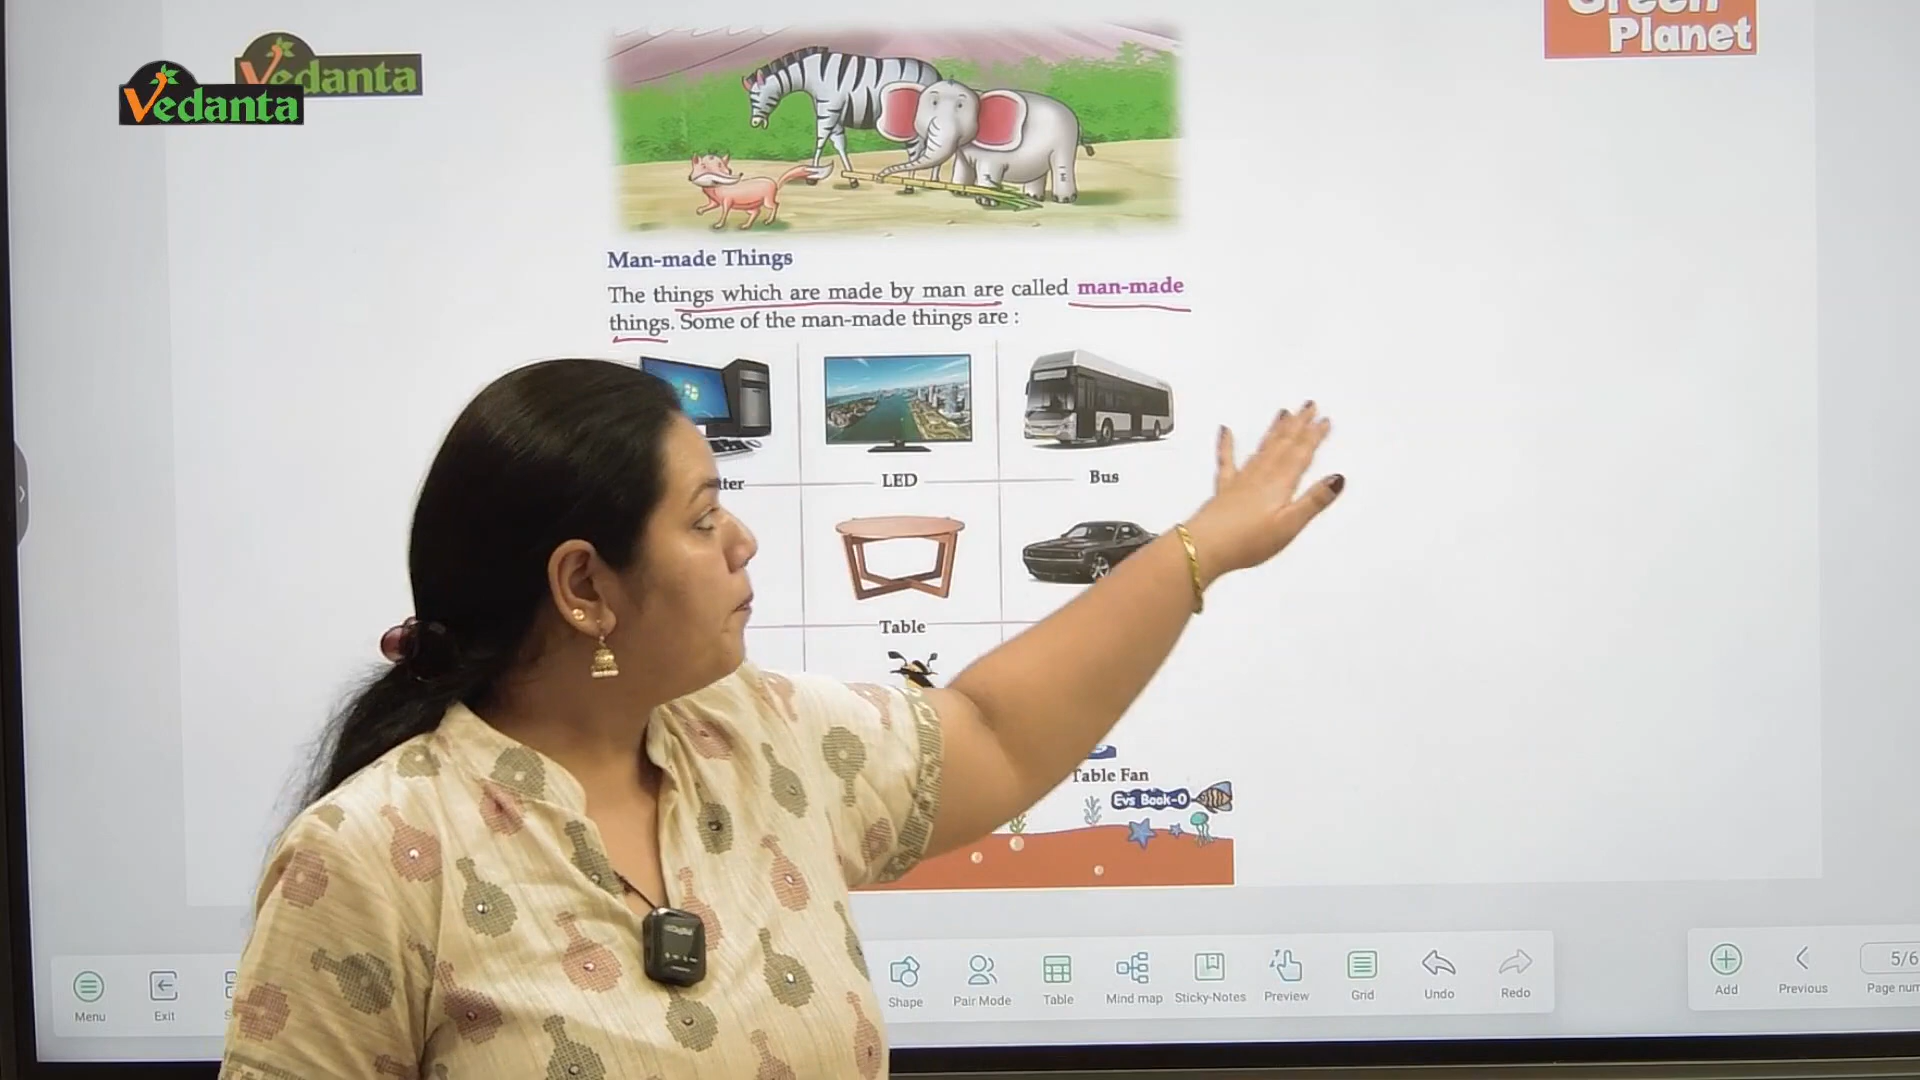 Vedanta
Vedanta
Green
Planet
Man-made Things
The things which are made by man are called man-made
things. Some of the man-made things are :
LED
Bus
Table
Table Fan
Evs Book-0
Menu
Exit
Shape
Pair Mode
Table
Mind map
Sticky-Notes
Preview
Grid
Undo
Redo
Add
Previous
5/6